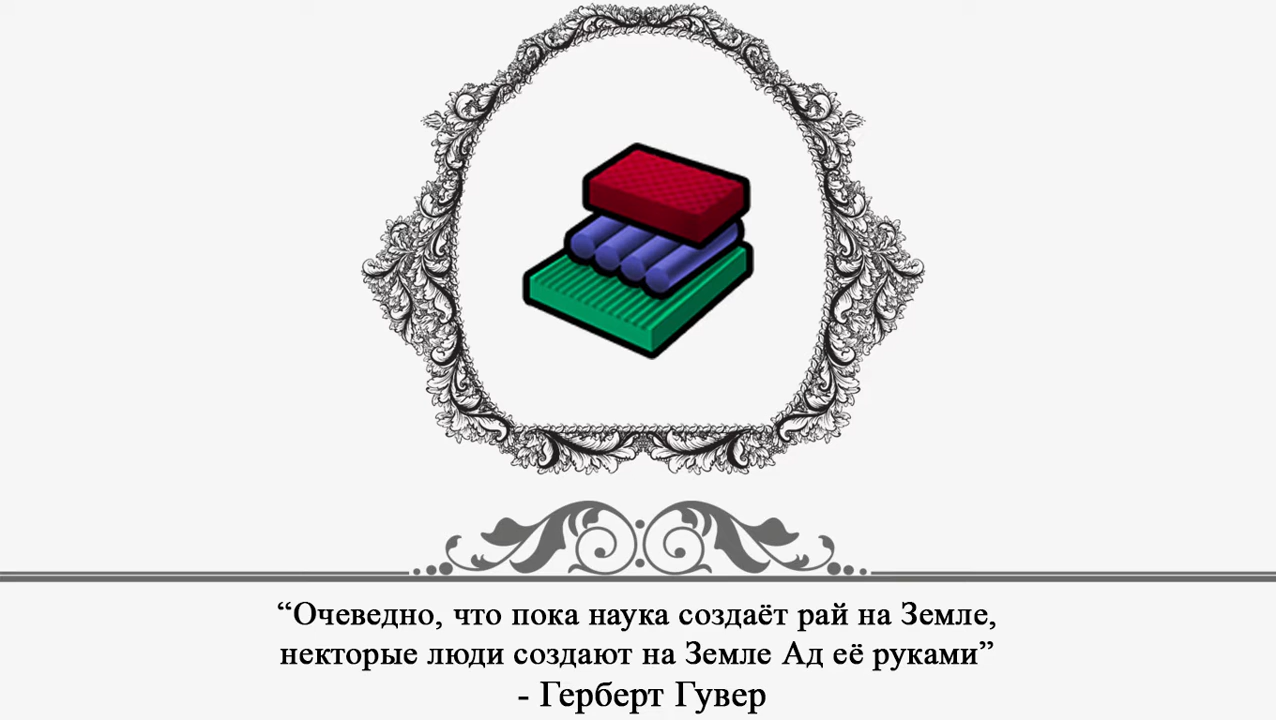 “Очеведно, что пока наука создаёт рай на Земле,
некторые люди создают на Земле Ад её руками”
- Герберт Гувер